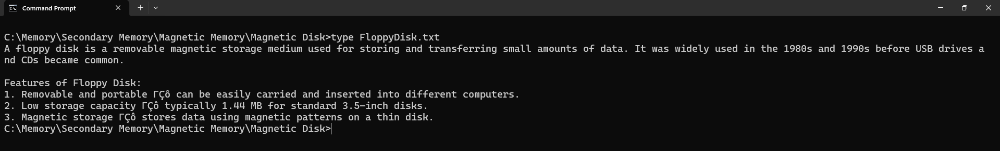 Command Prompt
C:\Memory\Secondary Memory\Magnetic Memory\Magnetic Disk>type FloppyDisk.txt
A floppy disk is a removable magnetic storage medium used for storing and transferring small amounts of data. It was widely used in the 1980s and 1990s before USB drives a
nd CDs became common.
Features of Floppy Disk:
1. Removable and portable ΓÇô can be easily carried and inserted into different computers.
2. Low storage capacity ΓÇô typically 1.44 MB for standard 3.5-inch disks.
3. Magnetic storage ΓÇô stores data using magnetic patterns on a thin disk.
C:\Memory\Secondary Memory\Magnetic Memory\Magnetic Disk>